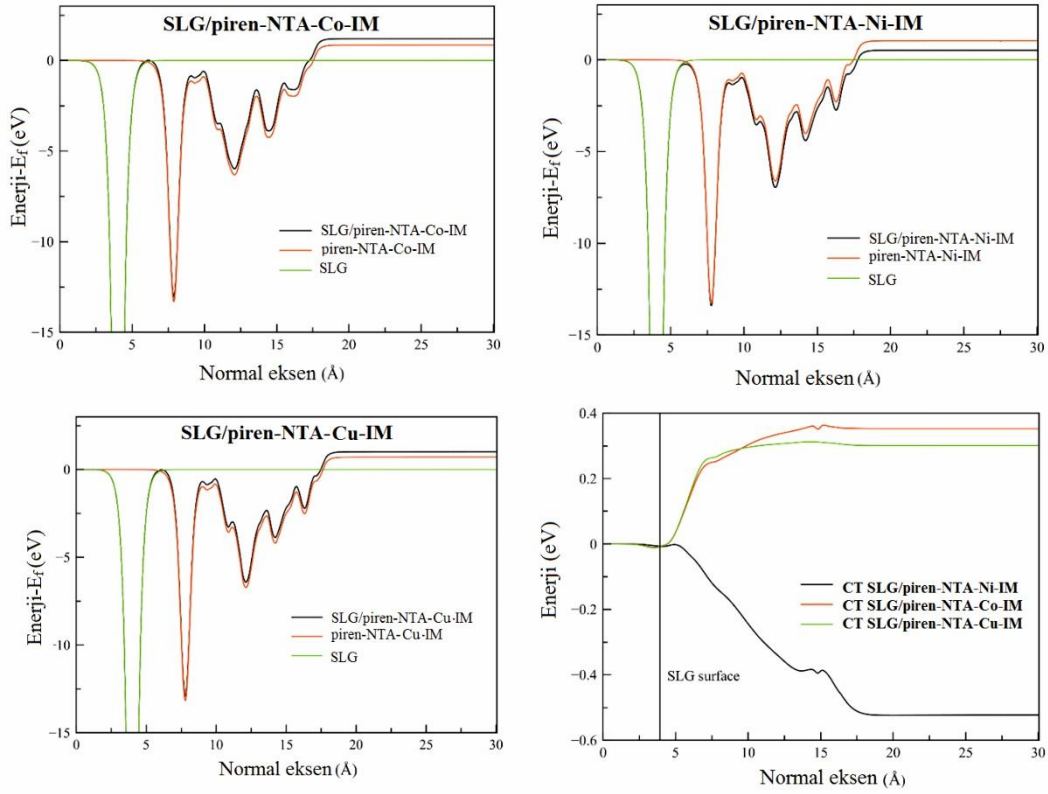 SLG/piren-NTA-Co-IM
0
−5
−10
−15
Enerji-Ef (eV)
SLG/piren-NTA-Co-IM
piren-NTA-Co-IM
SLG
0 5 10 15 20 25 30
Normal eksen (Å)
SLG/piren-NTA-Ni-IM
0
−5
−10
−15
Enerji-Ef (eV)
SLG/piren-NTA-Ni-IM
piren-NTA-Ni-IM
SLG
0 5 10 15 20 25 30
Normal eksen (Å)
SLG/piren-NTA-Cu-IM
0
−5
−10
−15
Enerji-Ef (eV)
SLG/piren-NTA-Cu-IM
piren-NTA-Cu-IM
SLG
0 5 10 15 20 25 30
Normal eksen (Å)
0.4
0.2
0
−0.2
−0.4
−0.6
Enerji (eV)
CT SLG/piren-NTA-Ni-IM
CT SLG/piren-NTA-Co-IM
CT SLG/piren-NTA-Cu-IM
SLG surface
0 5 10 15 20 25 30
Normal eksen (Å)